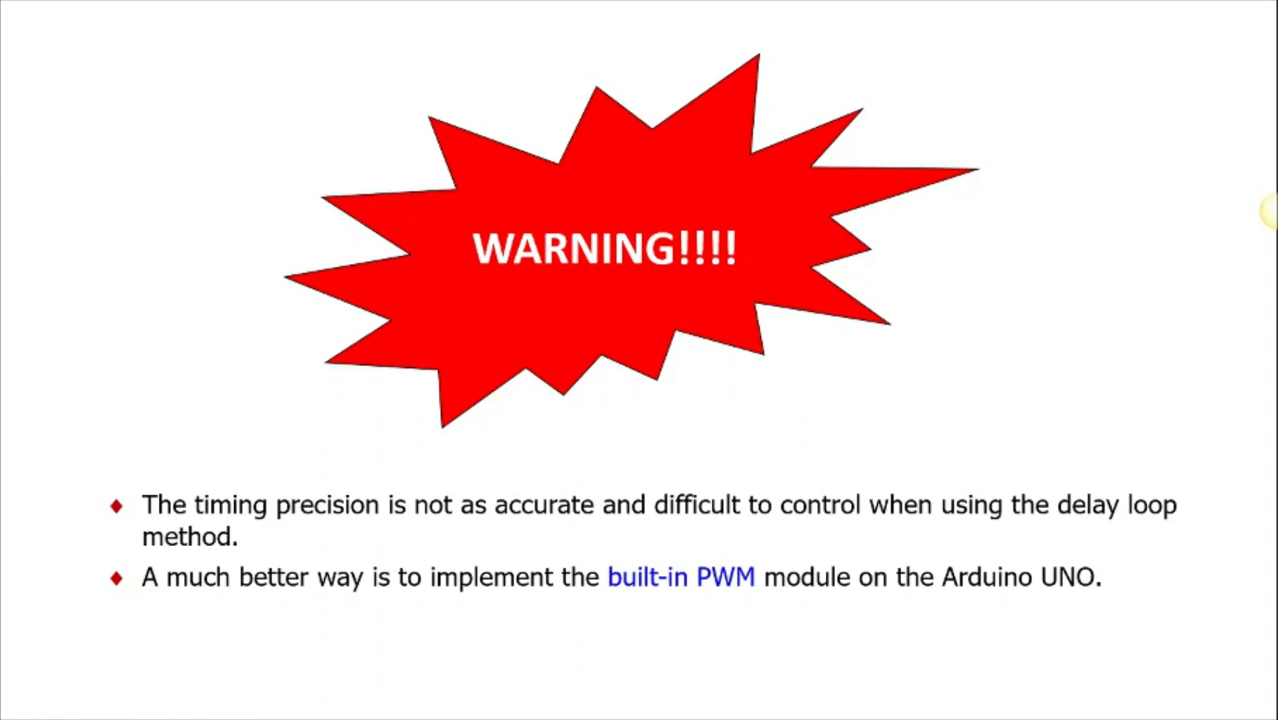 WARNING!!!!
The timing precision is not as accurate and difficult to control when using the delay loop
method.
A much better way is to implement the built-in PWM module on the Arduino UNO.